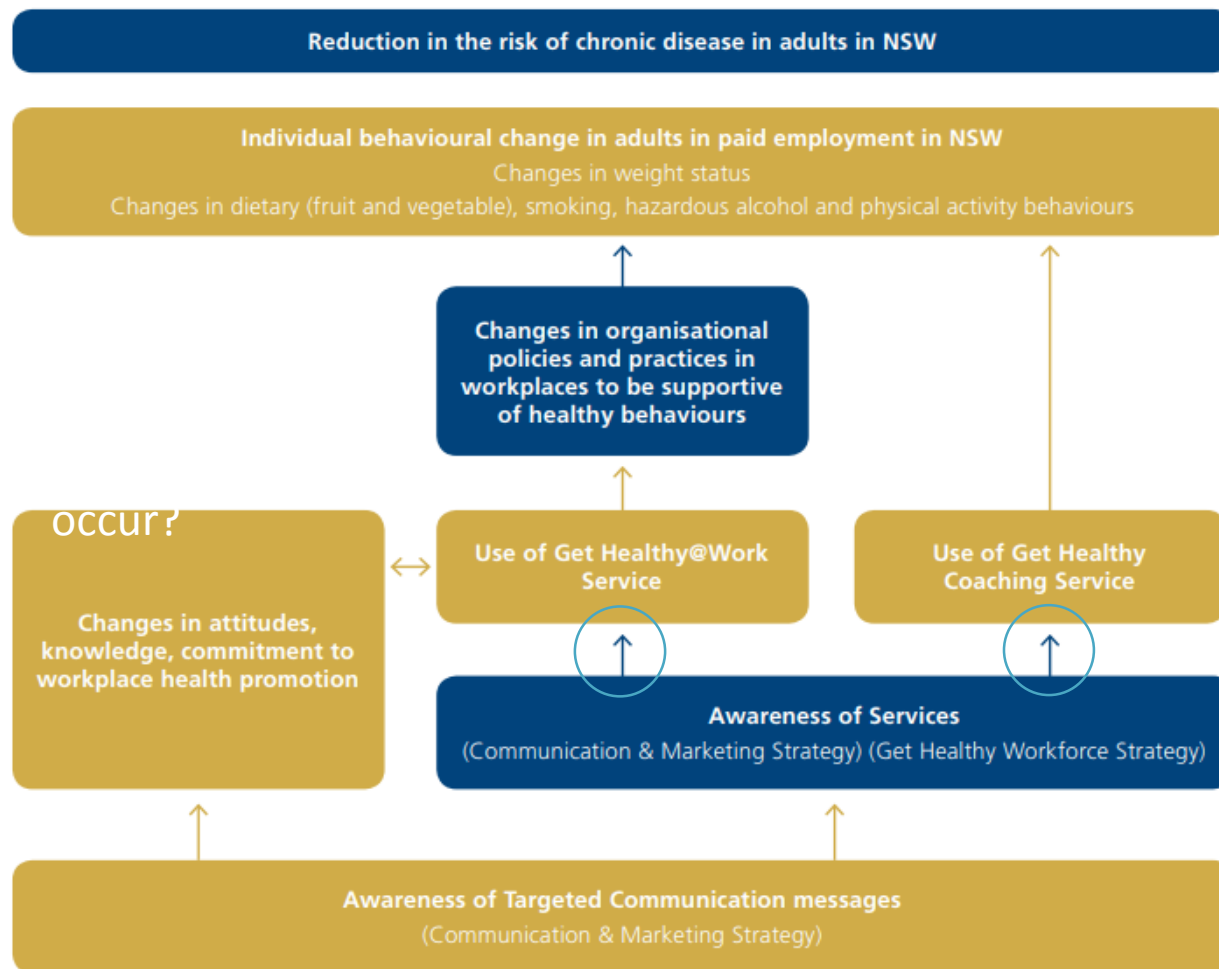 Reduction in the risk of chronic disease in adults in NSW
Individual behavioural change in adults in paid employment in NSW
Changes in weight status
Changes in dietary (fruit and vegetable), smoking, hazardous alcohol and physical activity behaviours
Changes in organisational
policies and practices in
workplaces to be supportive
of healthy behaviours
occur?
Changes in attitudes,
knowledge, commitment to
workplace health promotion
Use of Get Healthy@Work
Service
Use of Get Healthy
Coaching Service
Awareness of Services
(Communication & Marketing Strategy) (Get Healthy Workforce Strategy)
Awareness of Targeted Communication messages
(Communication & Marketing Strategy)